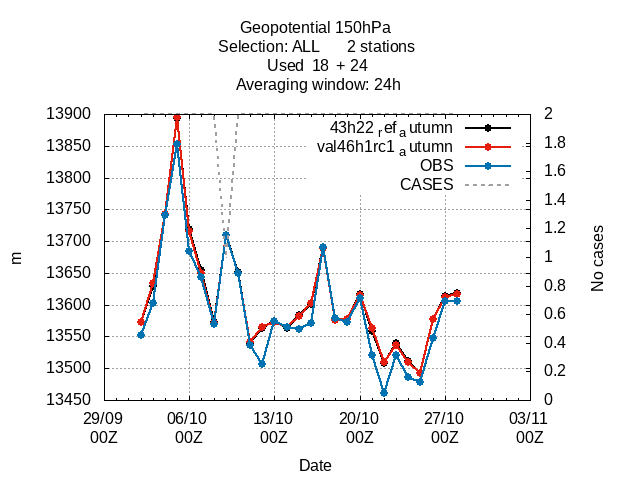 Geopotential 150hPa
Selection: ALL 2 stations
Used 18 + 24
Averaging window: 24h
43h22 ref autumn
val46h1rc1 autumn
OBS
CASES
13900
13850
13800
13750
13700
13650
13600
13550
13500
13450
m
2
1.8
1.6
1.4
1.2
1
0.8
0.6
0.4
0.2
0
No cases
29/09 06/10 13/10 20/10 27/10 03/11
00Z 00Z 00Z 00Z 00Z 00Z
Date